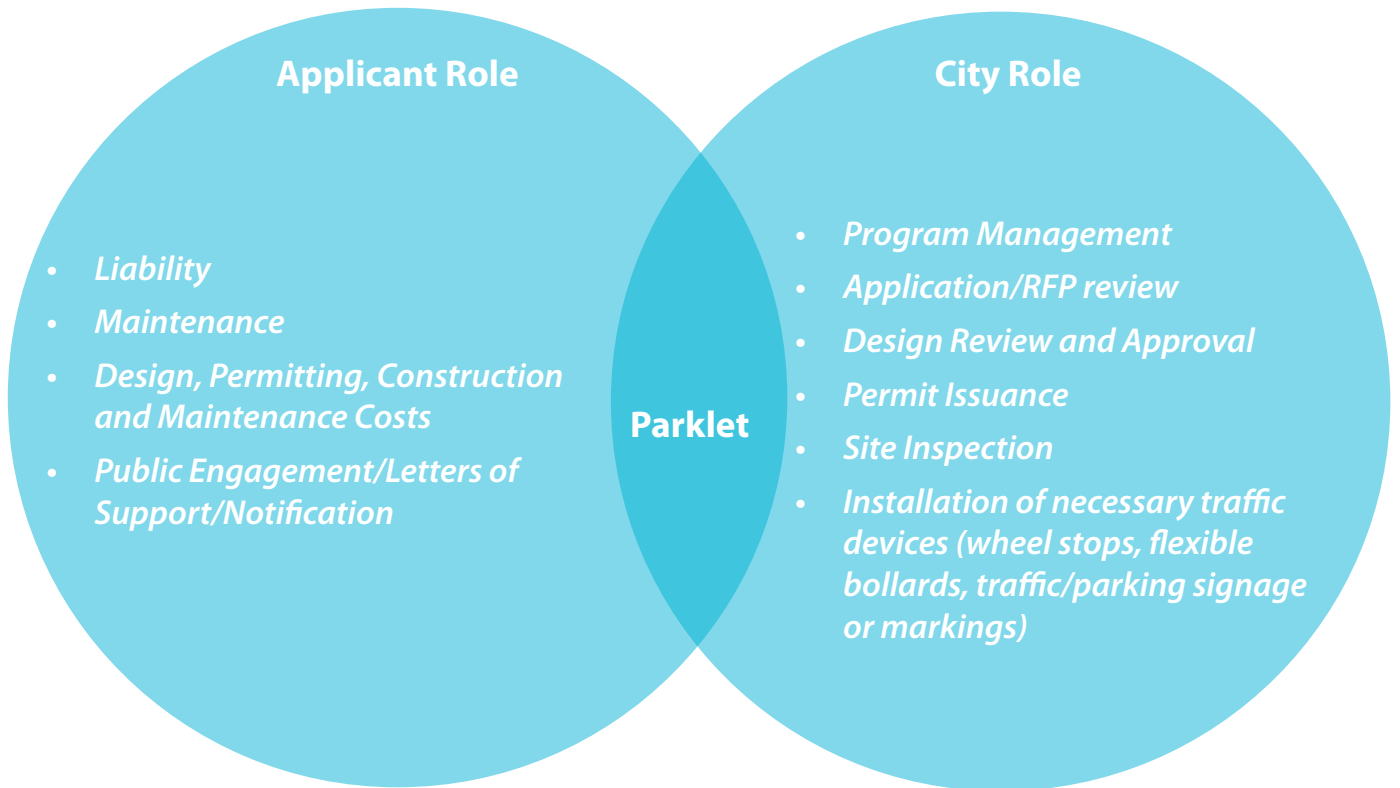 Applicant Role
• Liability
• Maintenance
• Design, Permitting, Construction
and Maintenance Costs
• Public Engagement/Letters of
Support/Notification
Parklet
City Role
• Program Management
• Application/RFP review
• Design Review and Approval
• Permit Issuance
• Site Inspection
• Installation of necessary traffic
devices (wheel stops, flexible
bollards, traffic/parking signage
or markings)